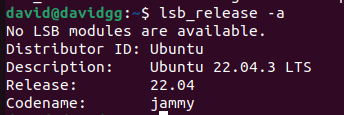 david@davidgg:~$ lsb_release -a
No LSB modules are available.
Distributor ID: Ubuntu
Description:    Ubuntu 22.04.3 LTS
Release:        22.04
Codename:       jammy